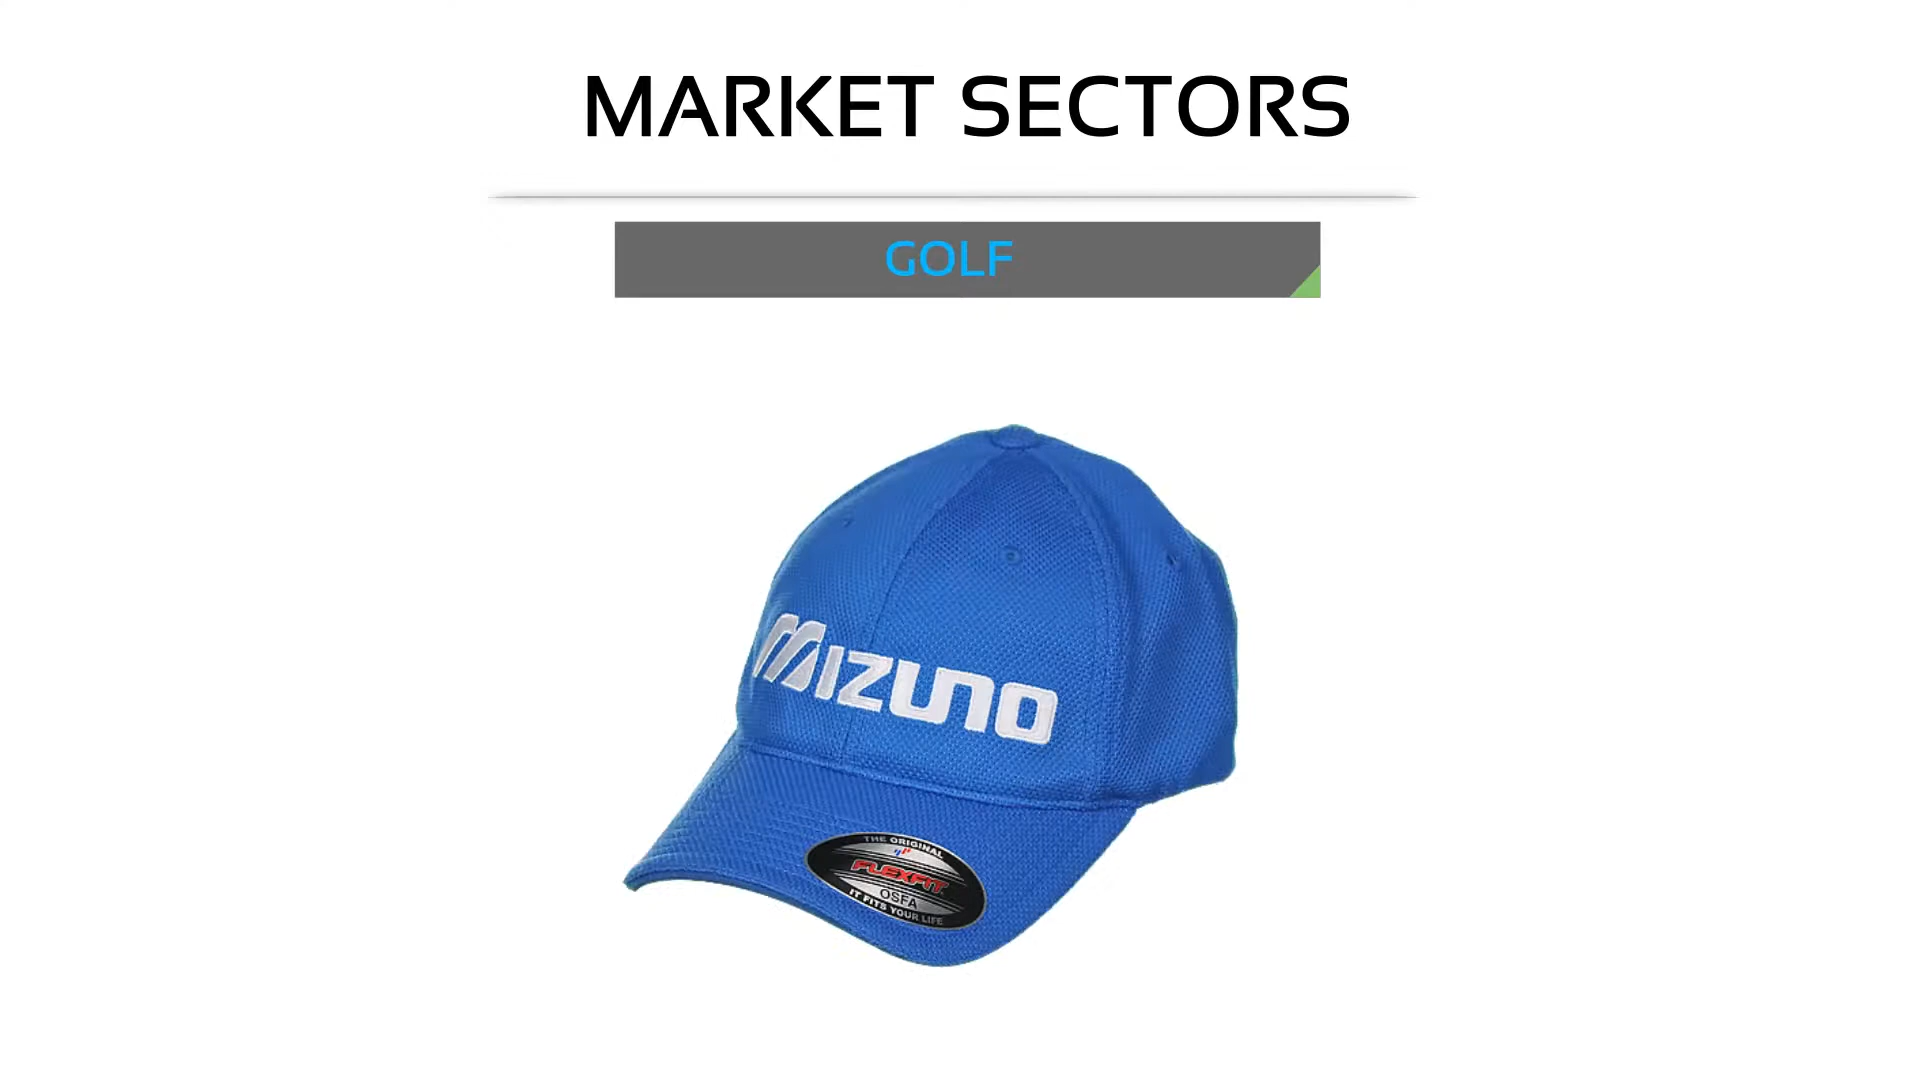 MARKET SECTORS
GOLF
MIZUNO
THE ORIGINAL
FLEXFIT
OSFA
IT FITS YOUR LIFE